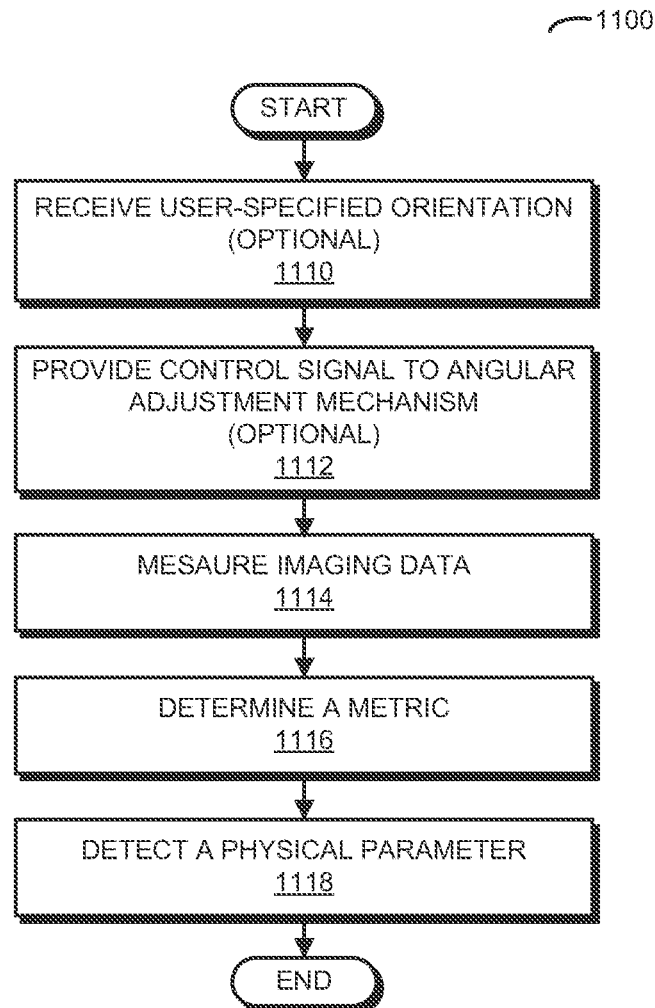 1100
START
RECEIVE USER-SPECIFIED ORIENTATION
(OPTIONAL)
1110
PROVIDE CONTROL SIGNAL TO ANGULAR
ADJUSTMENT MECHANISM
(OPTIONAL)
1112
MESAURE IMAGING DATA
1114
DETERMINE A METRIC
1116
DETECT A PHYSICAL PARAMETER
1118
END